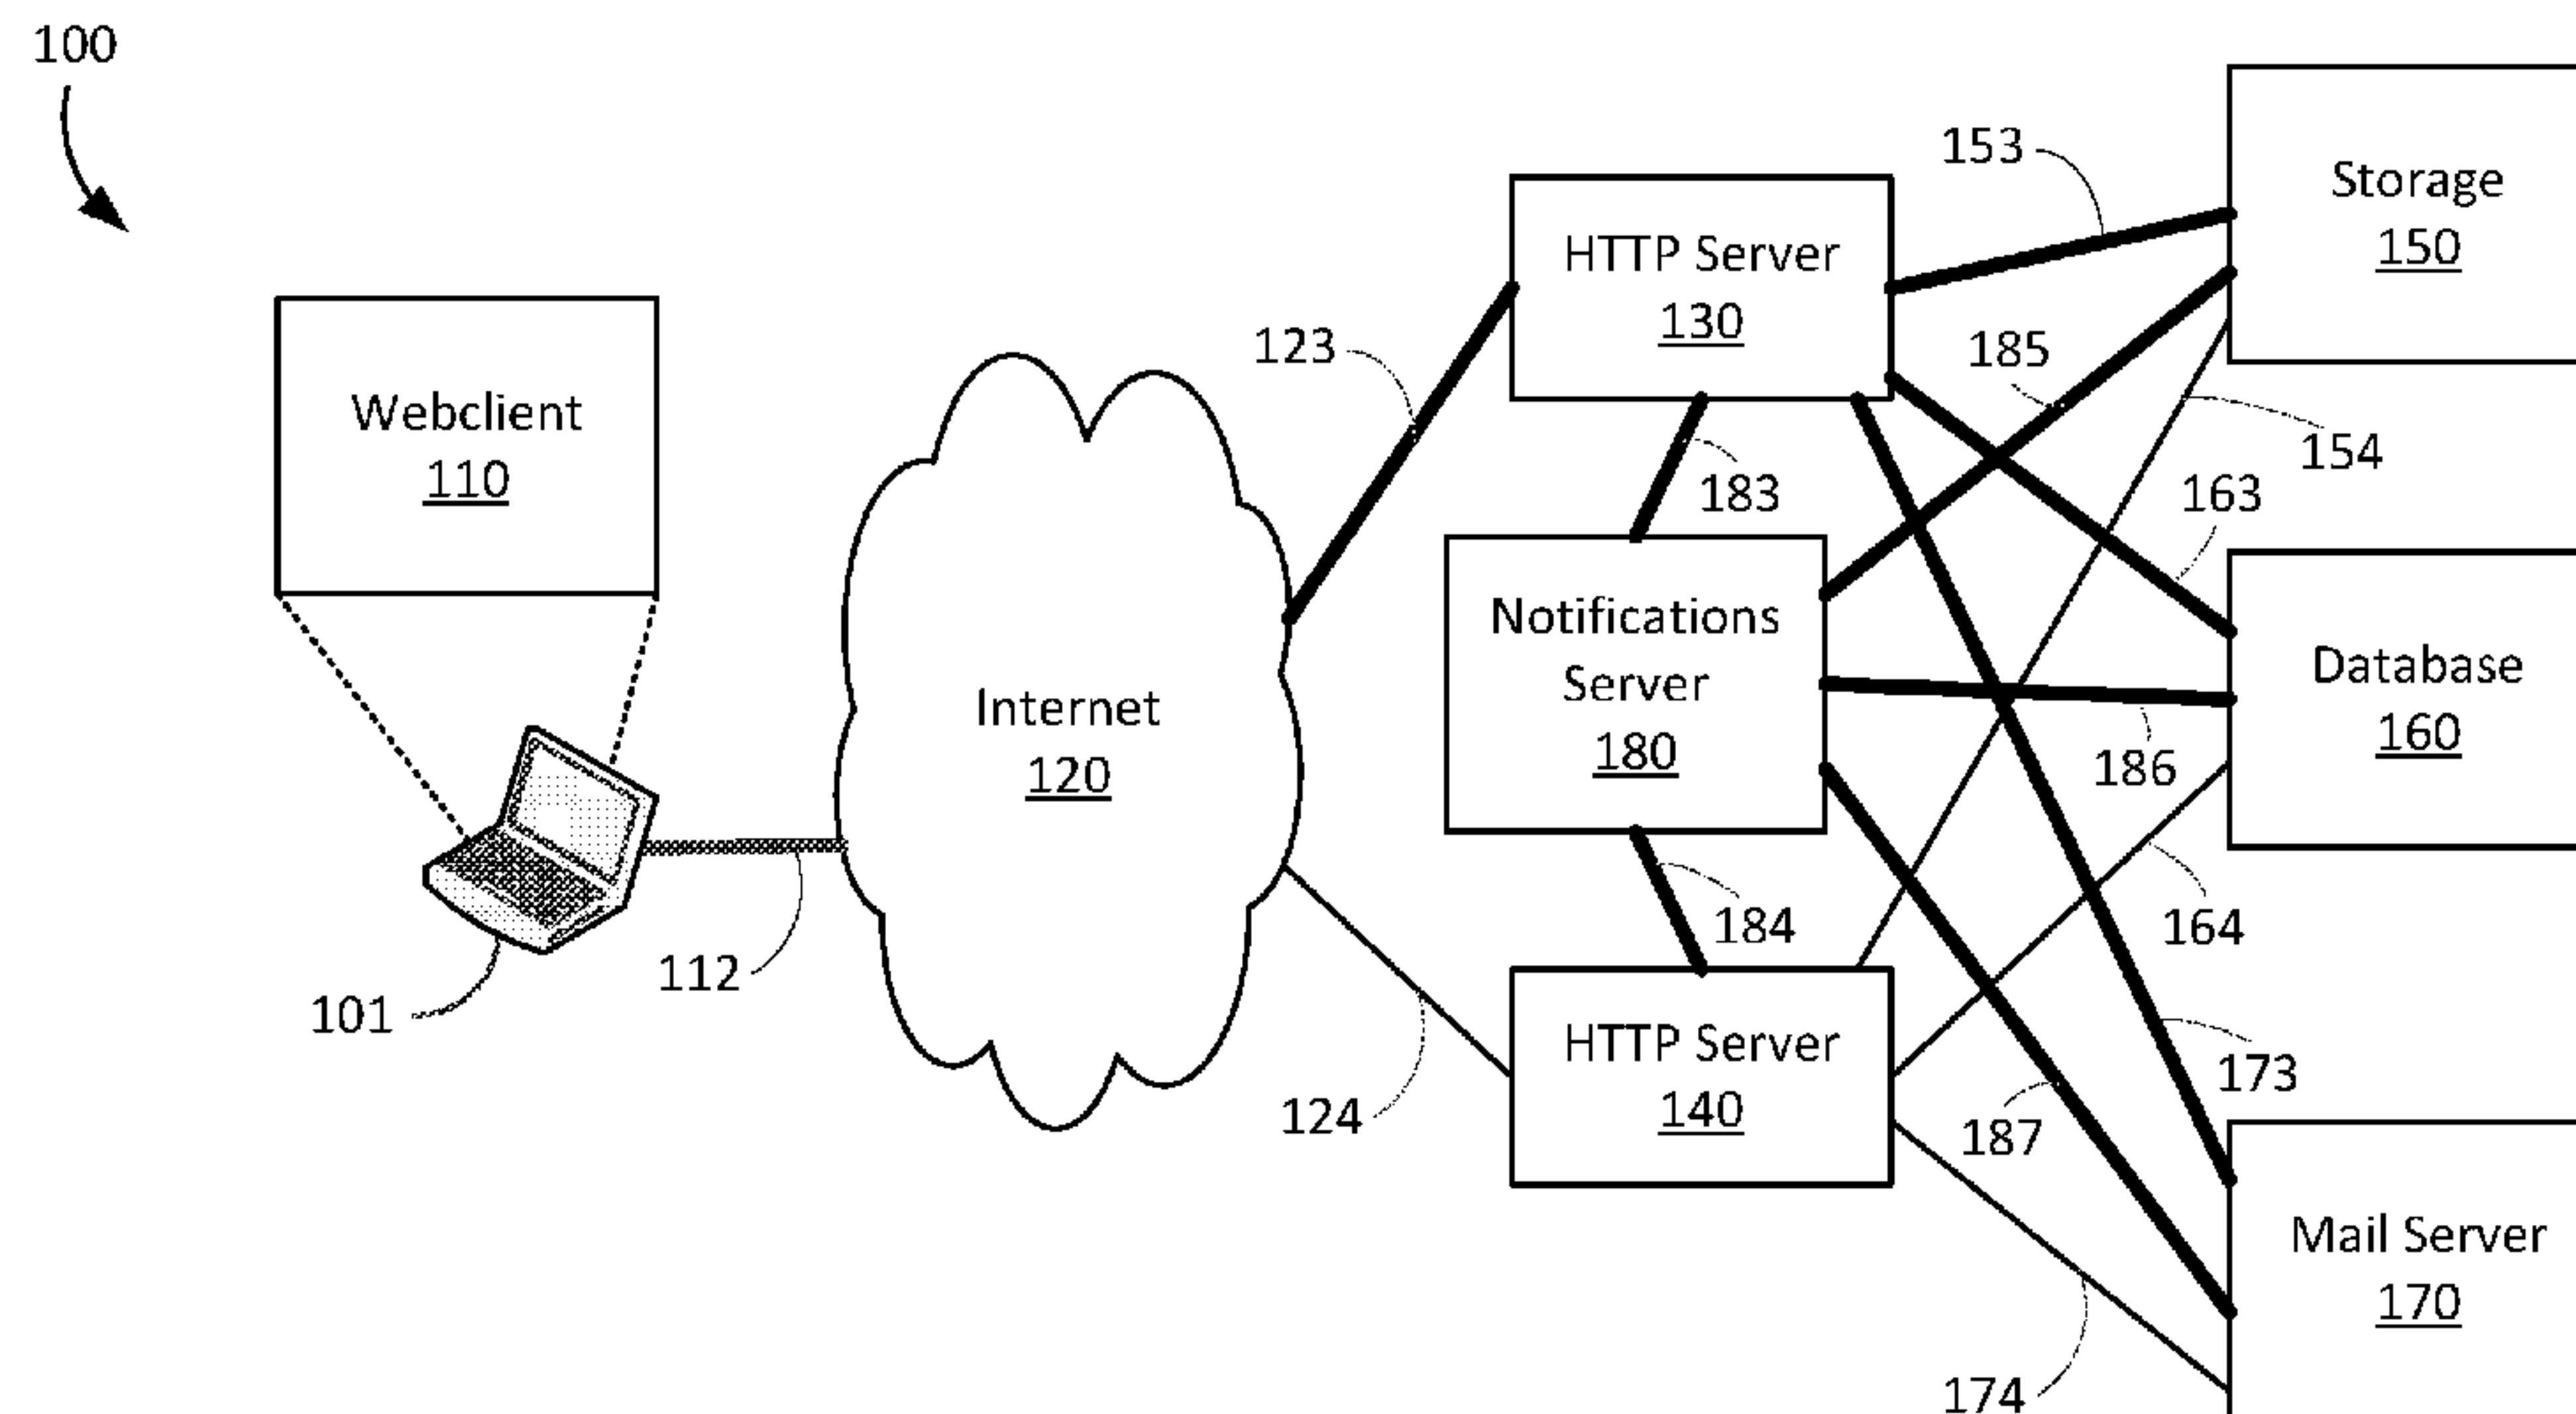 100
Webclient
110
101
112
Internet
120
123
124
HTTP Server
130
183
Notifications
Server
180
184
HTTP Server
140
153
185
154
163
186
164
173
187
174
Storage
150
Database
160
Mail Server
170